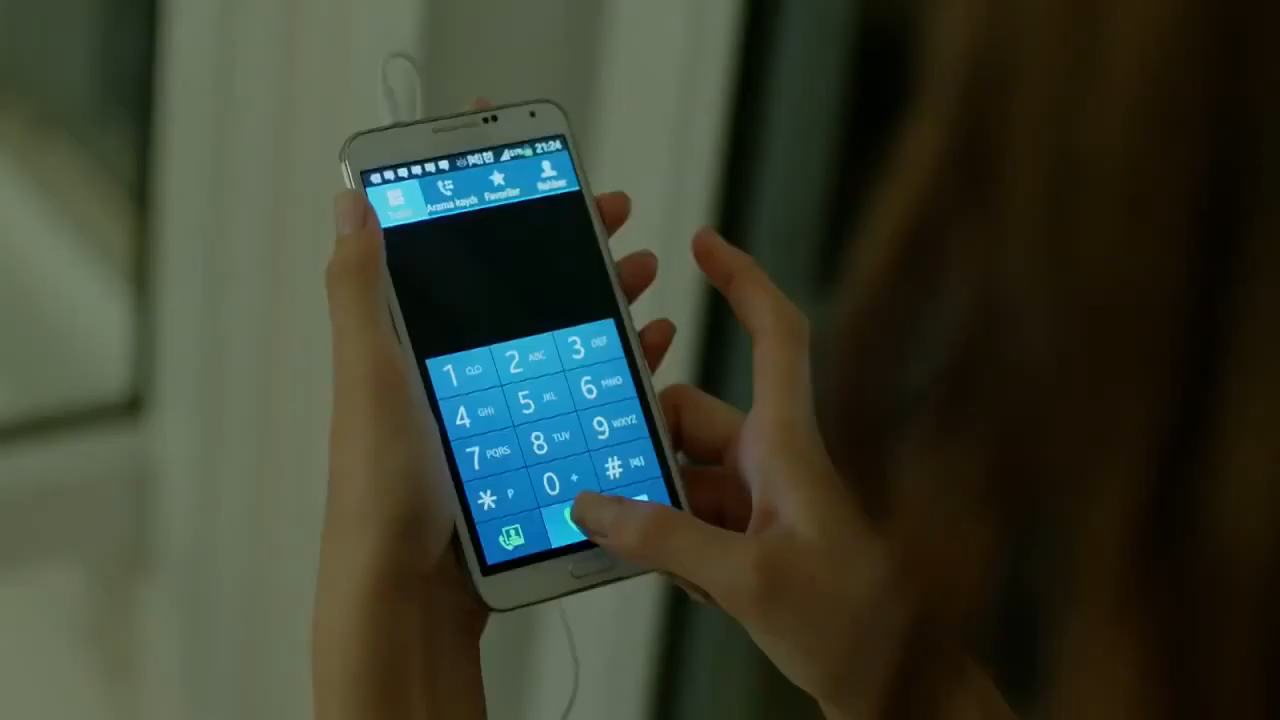 21:24
Tuşlar Arama kaydı Favoriler Rehber
1 2 ABC 3 DEF
4 GHI 5 JKL 6 MNO
7 PQRS 8 TUV 9 WXYZ
* P 0 + #